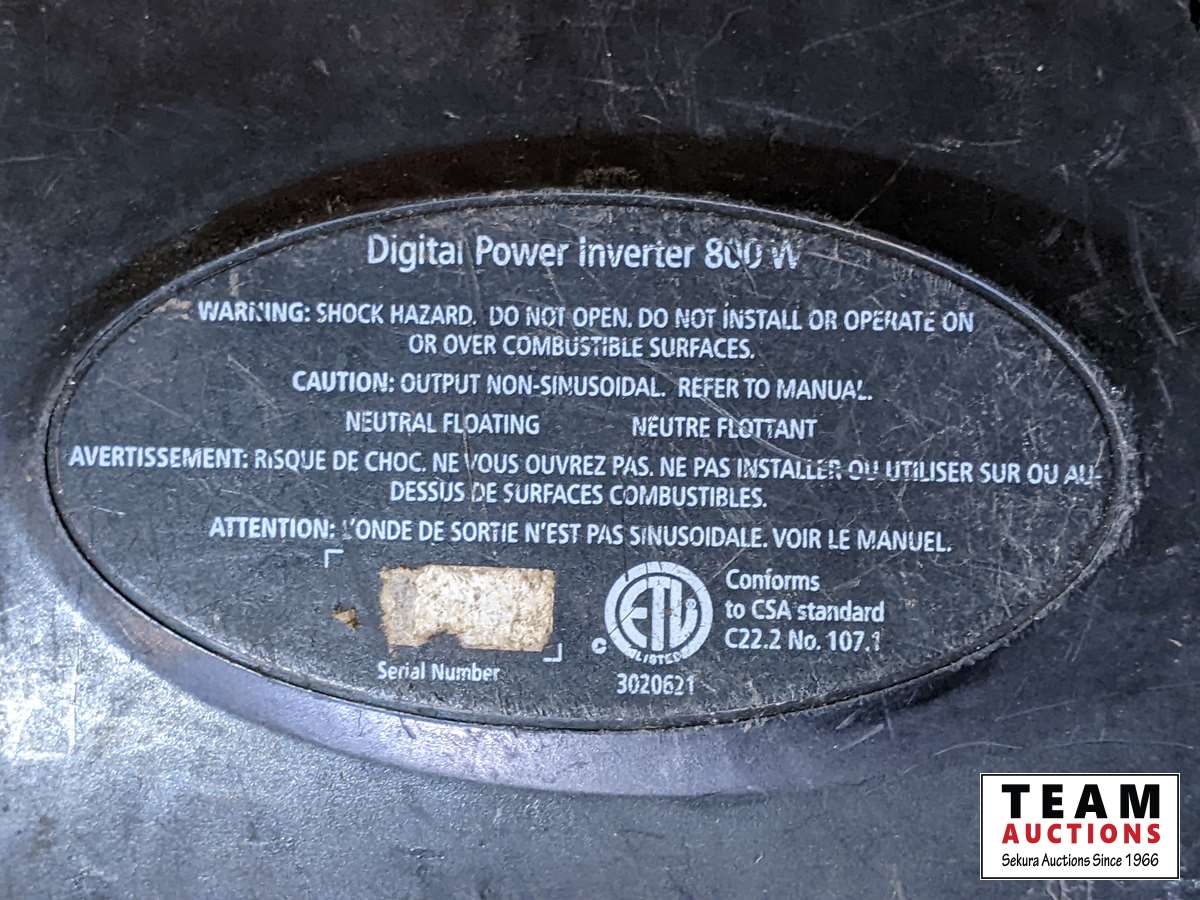 Digital Power Inverter 800 W
WARNING: SHOCK HAZARD. DO NOT OPEN. DO NOT INSTALL OR OPERATE ON
OR OVER COMBUSTIBLE SURFACES.
CAUTION: OUTPUT NON-SINUSOIDAL. REFER TO MANUAL.
NEUTRAL FLOATING NEUTRE FLOTTANT
AVERTISSEMENT: RISQUE DE CHOC. NE VOUS OUVREZ PAS. NE PAS INSTALLER OU UTILISER SUR OU AU-
DESSUS DE SURFACES COMBUSTIBLES.
ATTENTION: L'ONDE DE SORTIE N'EST PAS SINUSOIDALE. VOIR LE MANUEL.
Serial Number
C ETL LISTED
3020621
Conforms
to CSA standard
C22.2 No. 107.1
TEAM
AUCTIONS
Sekura Auctions Since 1966